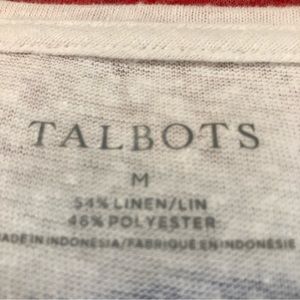 TALBOTS
M
54% LINEN/LIN
46% POLYESTER
MADE IN INDONESIA/FABRIQUÉ EN INDONÉSIE